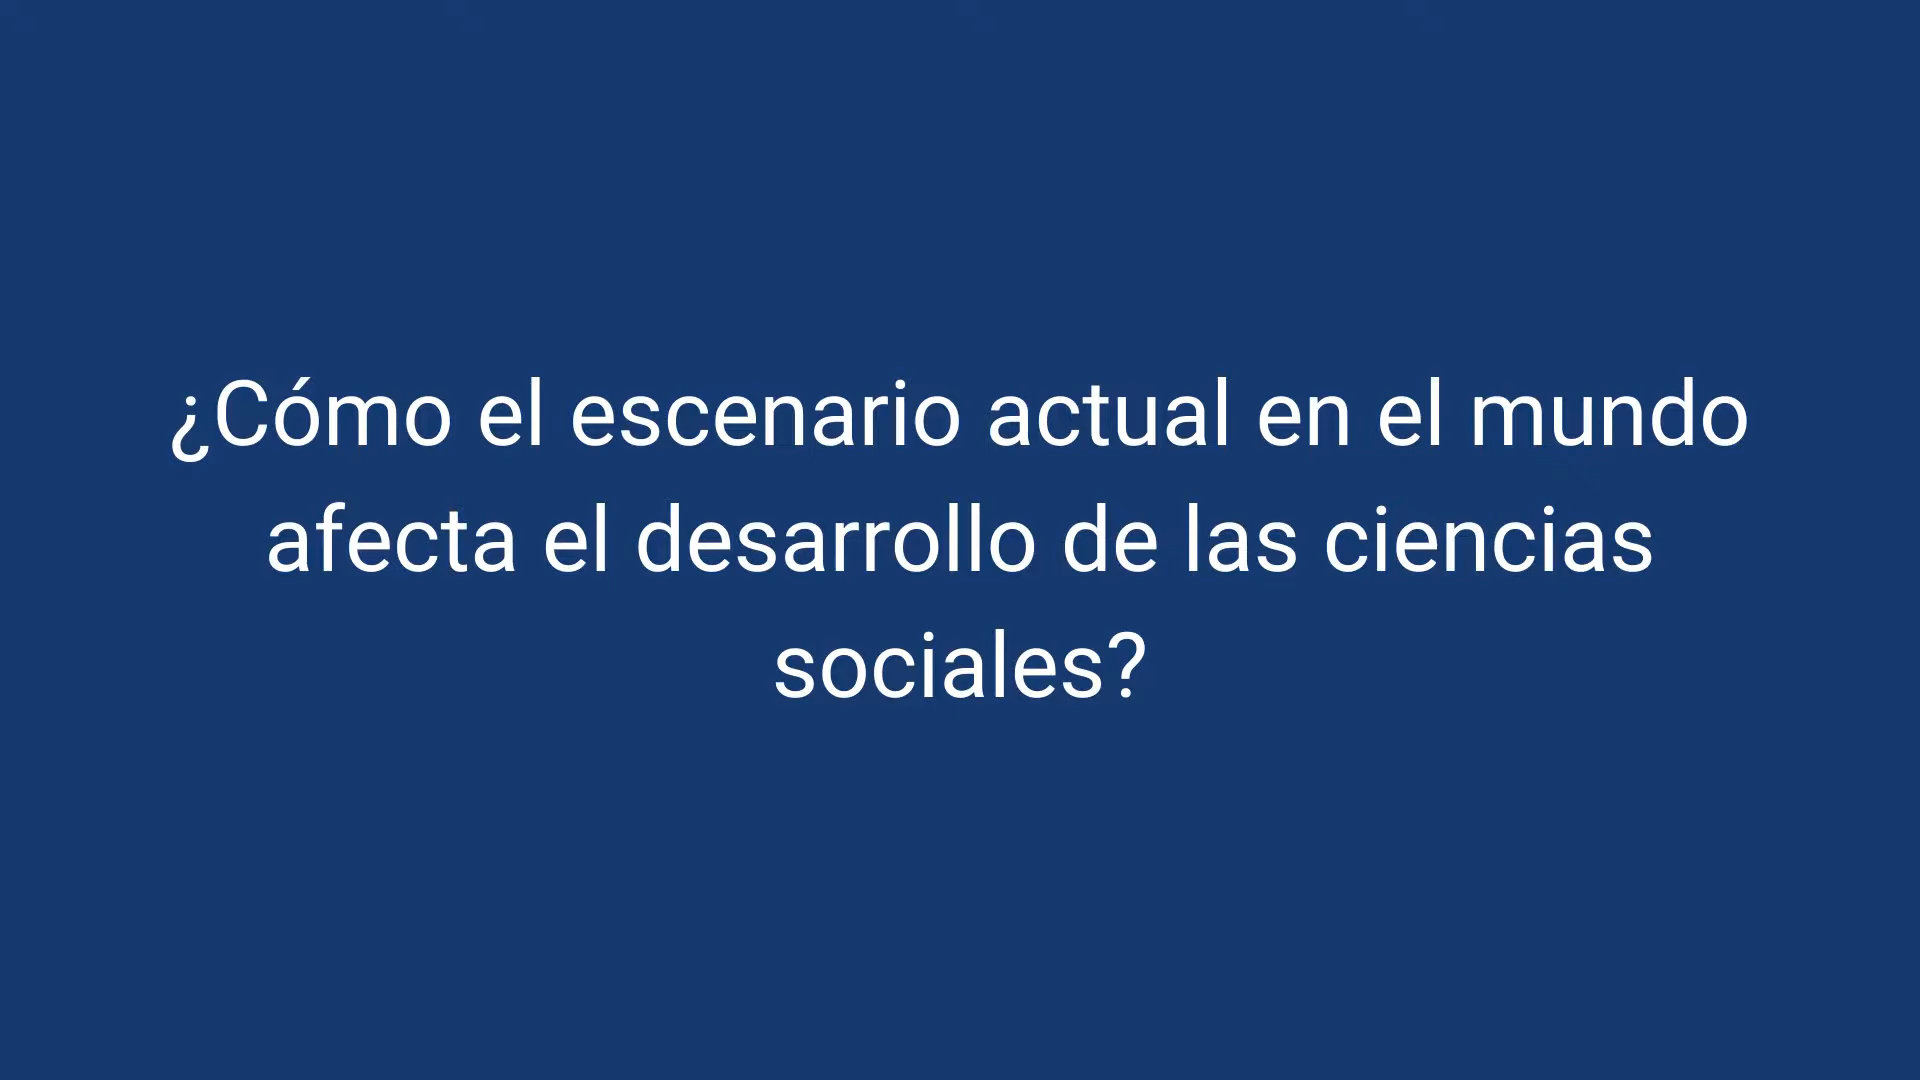 ¿Cómo el escenario actual en el mundo
afecta el desarrollo de las ciencias
sociales?